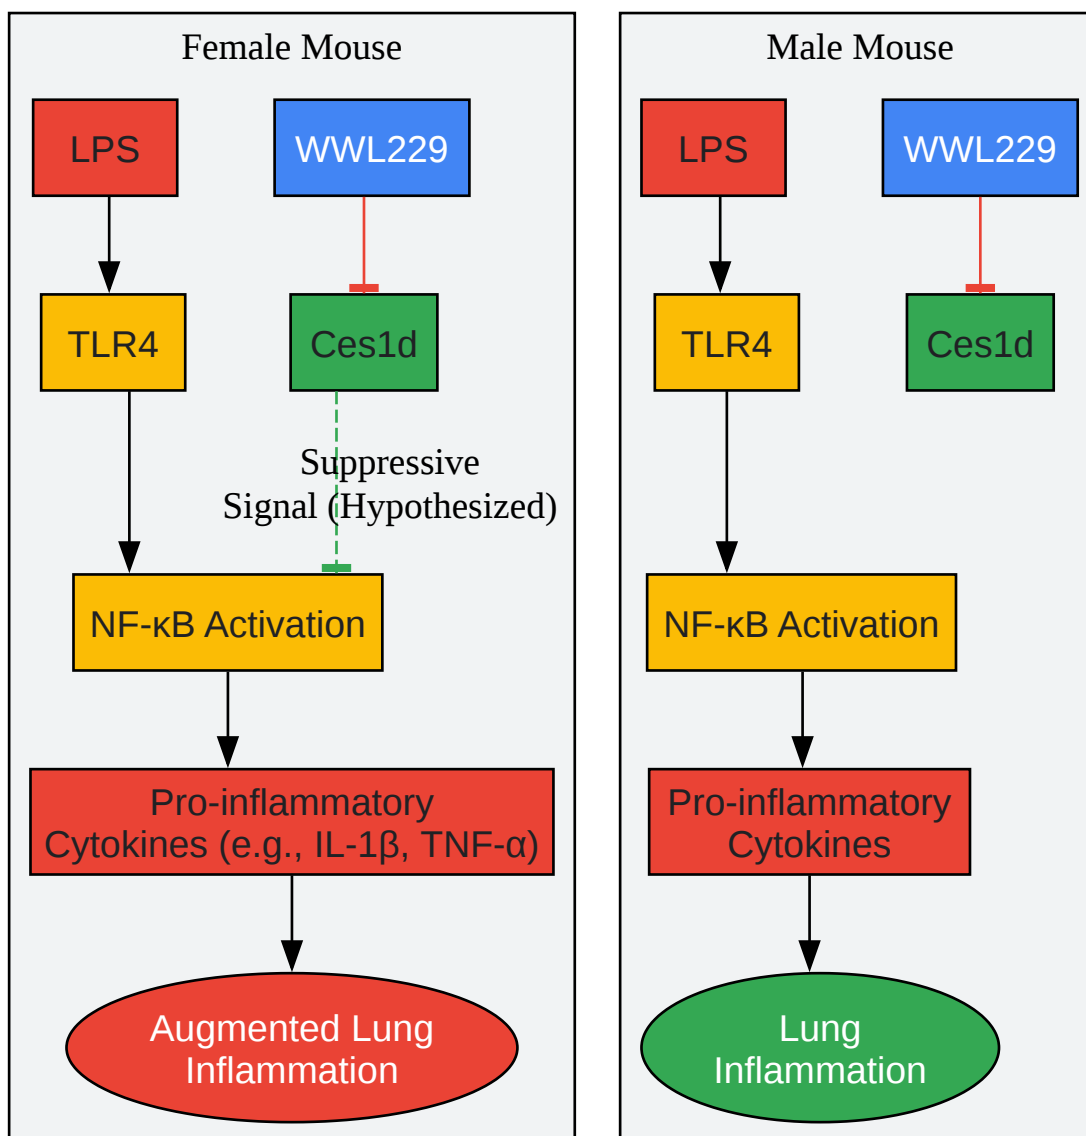 Female Mouse
LPS
WWL229
TLR4
Ces1d
Suppressive
Signal (Hypothesized)
NF-κB Activation
Pro-inflammatory
Cytokines (e.g., IL-1β, TNF-α)
Augmented Lung
Inflammation
Male Mouse
LPS
WWL229
TLR4
Ces1d
NF-κB Activation
Pro-inflammatory
Cytokines
Lung
Inflammation